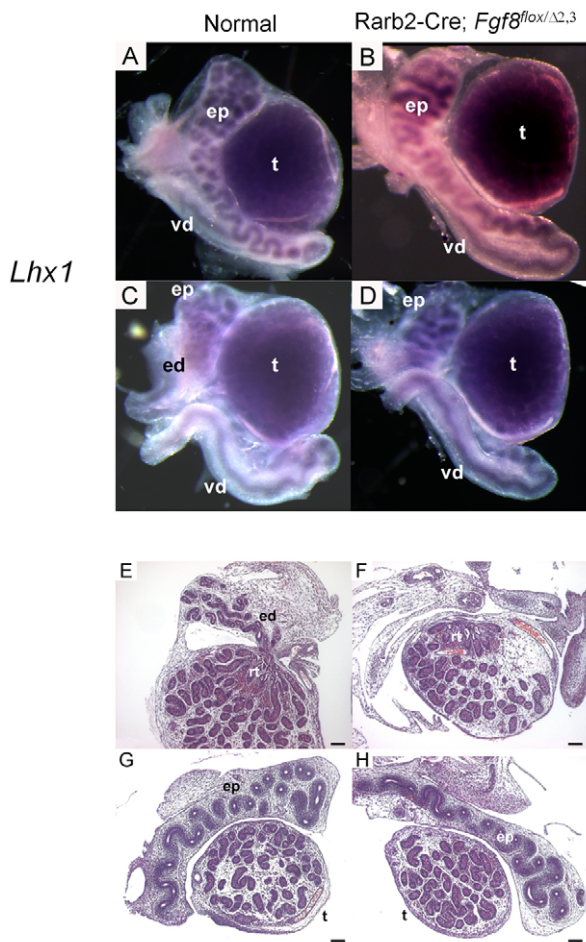 Normal
Rarb2-Cre; Fgf8flox/Δ2,3
A
B
ep
ep
t
t
vd
vd
Lhx1
C
ep
D
ep
t
t
ed
vd
vd
E
F
ed
rt
rt
G
H
ep
ep
t
t